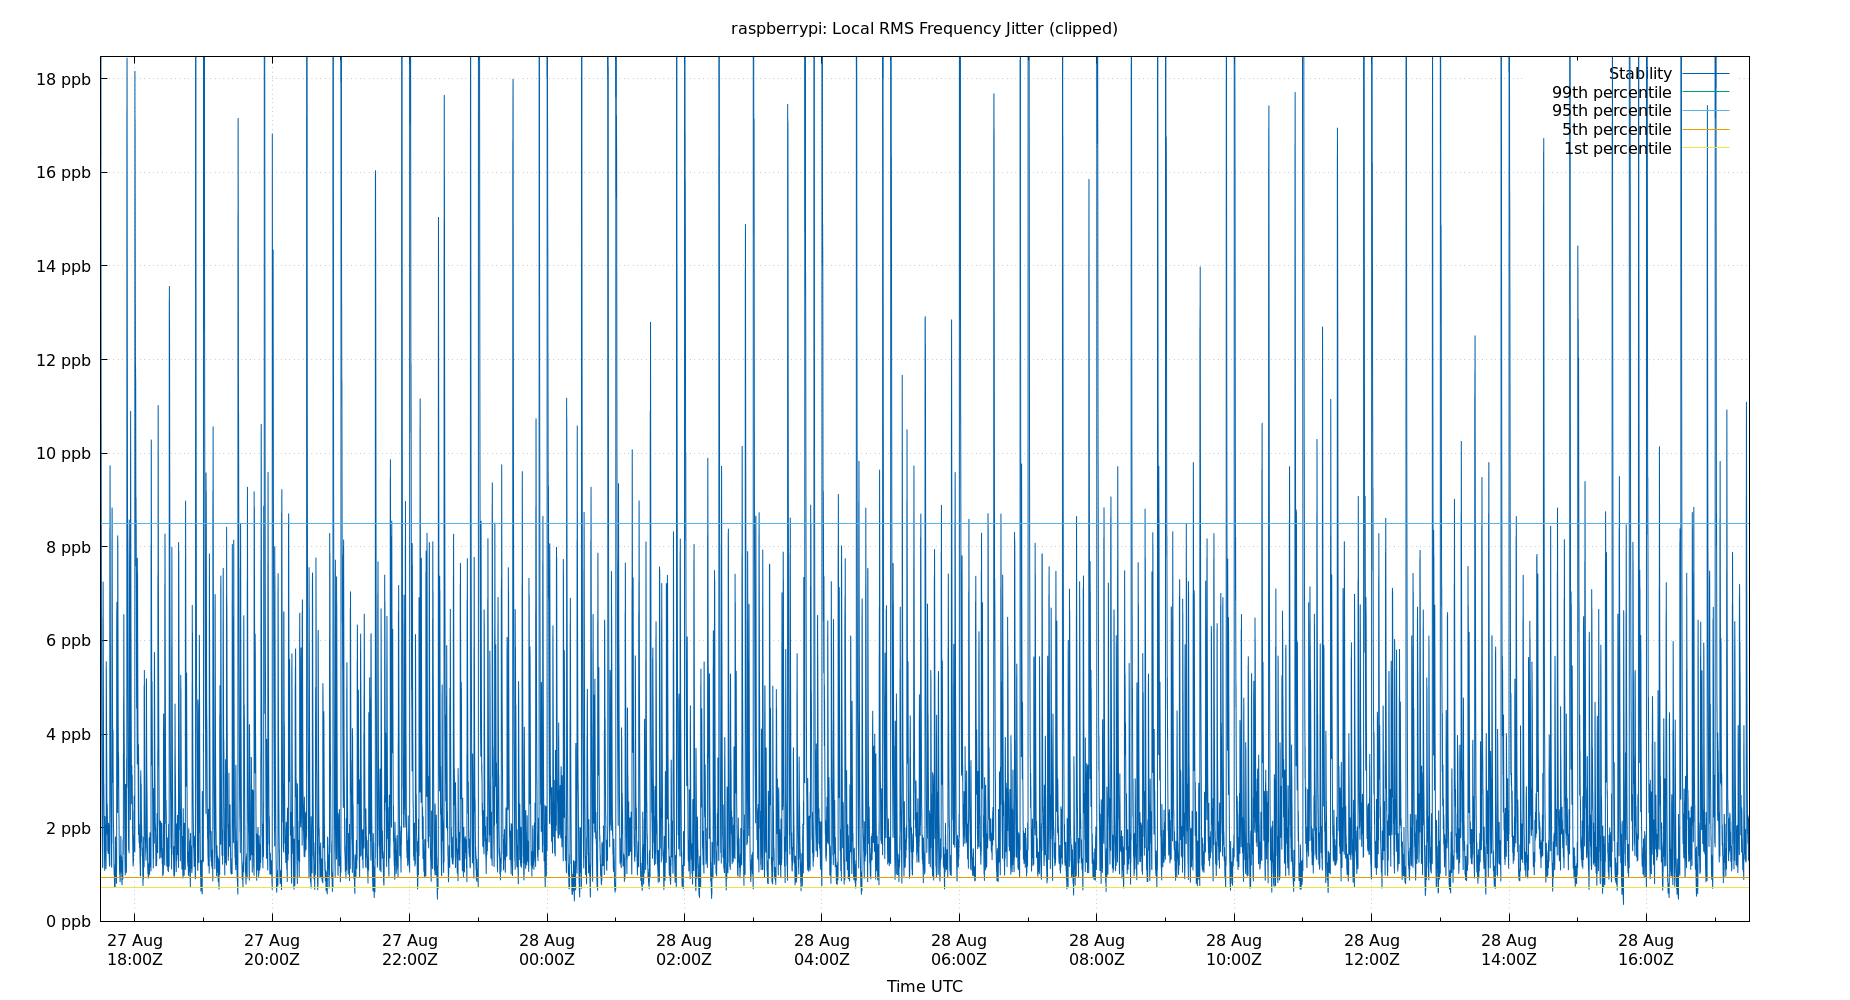 raspberrypi: Local RMS Frequency Jitter (clipped)
18 ppb
16 ppb
14 ppb
12 ppb
10 ppb
8 ppb
6 ppb
4 ppb
2 ppb
0 ppb
Stability
99th percentile
95th percentile
5th percentile
1st percentile
27 Aug 27 Aug 27 Aug 28 Aug 28 Aug 28 Aug 28 Aug 28 Aug 28 Aug 28 Aug 28 Aug 28 Aug
18:00Z 20:00Z 22:00Z 00:00Z 02:00Z 04:00Z 06:00Z 08:00Z 10:00Z 12:00Z 14:00Z 16:00Z
Time UTC